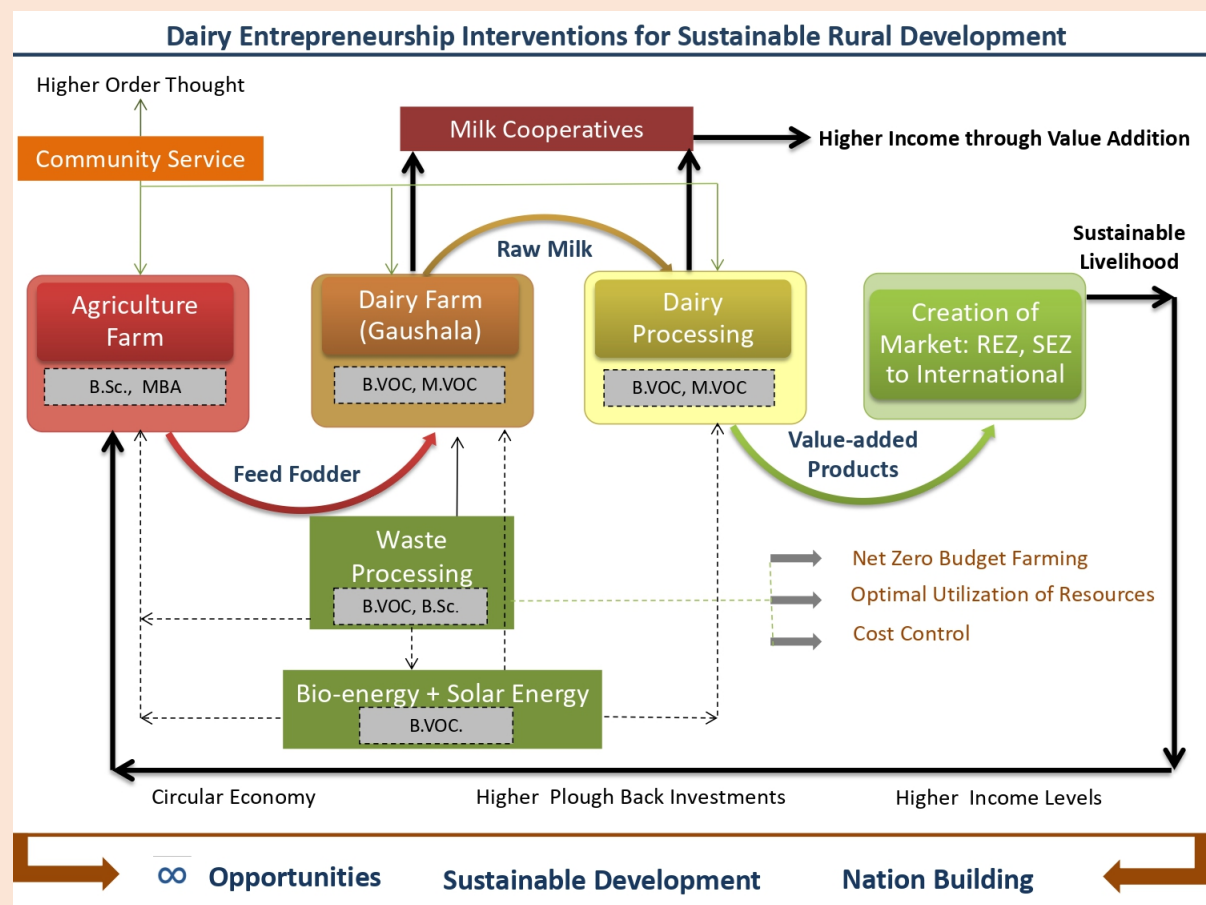 Dairy Entrepreneurship Interventions for Sustainable Rural Development
Higher Order Thought
Community Service
Milk Cooperatives
Higher Income through Value Addition
Raw Milk
Sustainable
Livelihood
Agriculture
Farm
B.Sc., MBA
Dairy Farm
(Gaushala)
B.VOC, M.VOC
Dairy
Processing
B.VOC, M.VOC
Creation of
Market: REZ, SEZ
to International
Feed Fodder
Value-added
Products
Waste
Processing
B.VOC, B.Sc.
Net Zero Budget Farming
Optimal Utilization of Resources
Cost Control
Bio-energy + Solar Energy
B.VOC.
Circular Economy
Higher Plough Back Investments
Higher Income Levels
∞ Opportunities
Sustainable Development
Nation Building